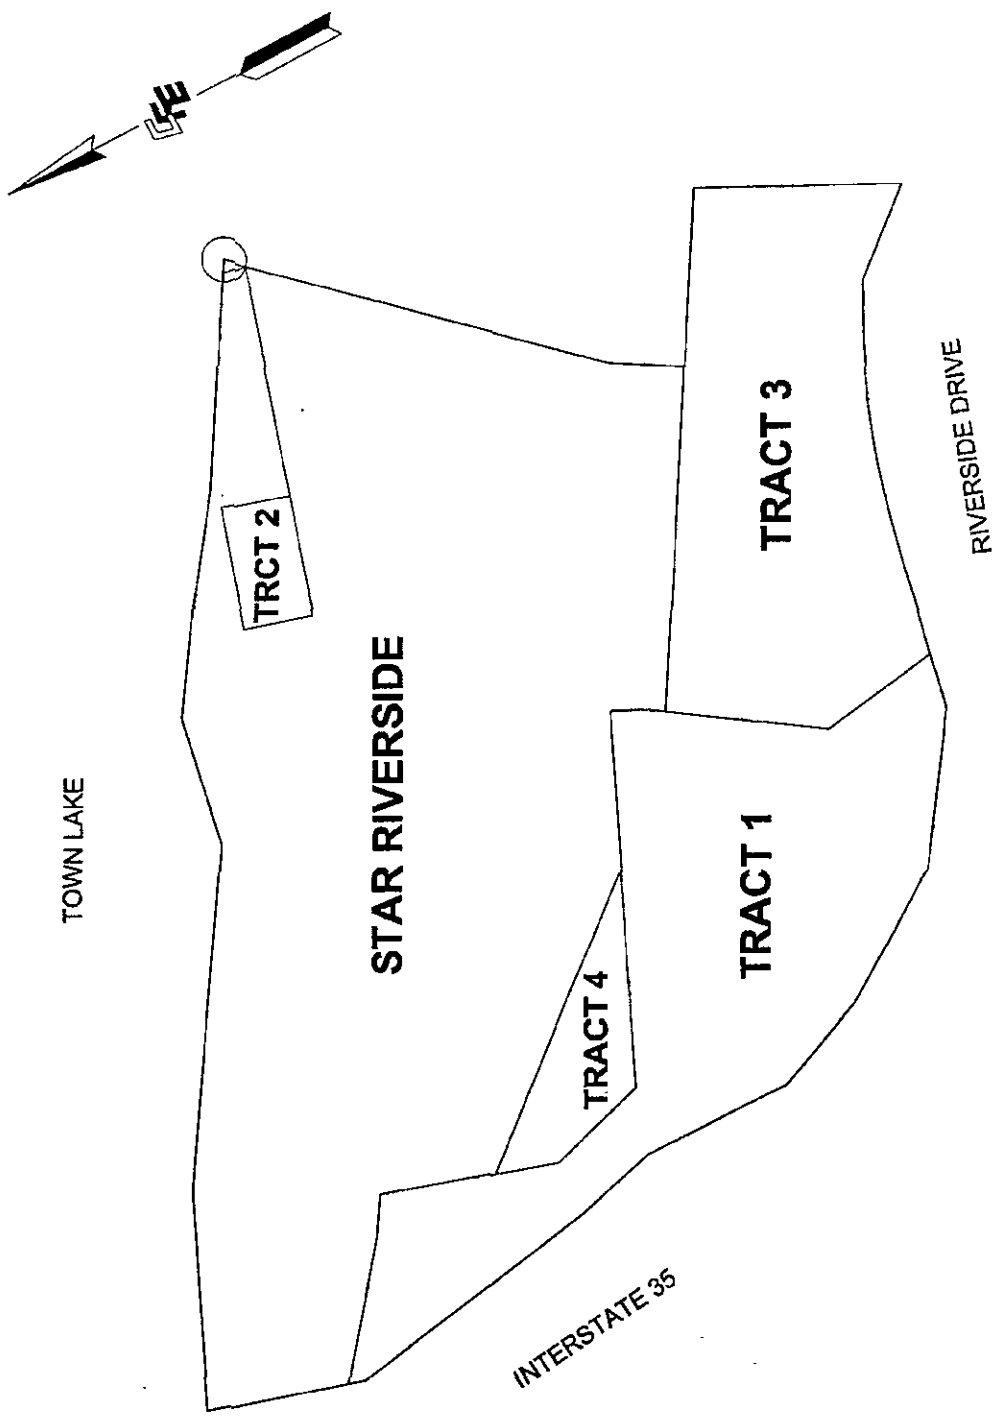 TOWN LAKE
TRCT 2
STAR RIVERSIDE
TRACT 3
RIVERSIDE DRIVE
TRACT 4
TRACT 1
INTERSTATE 35